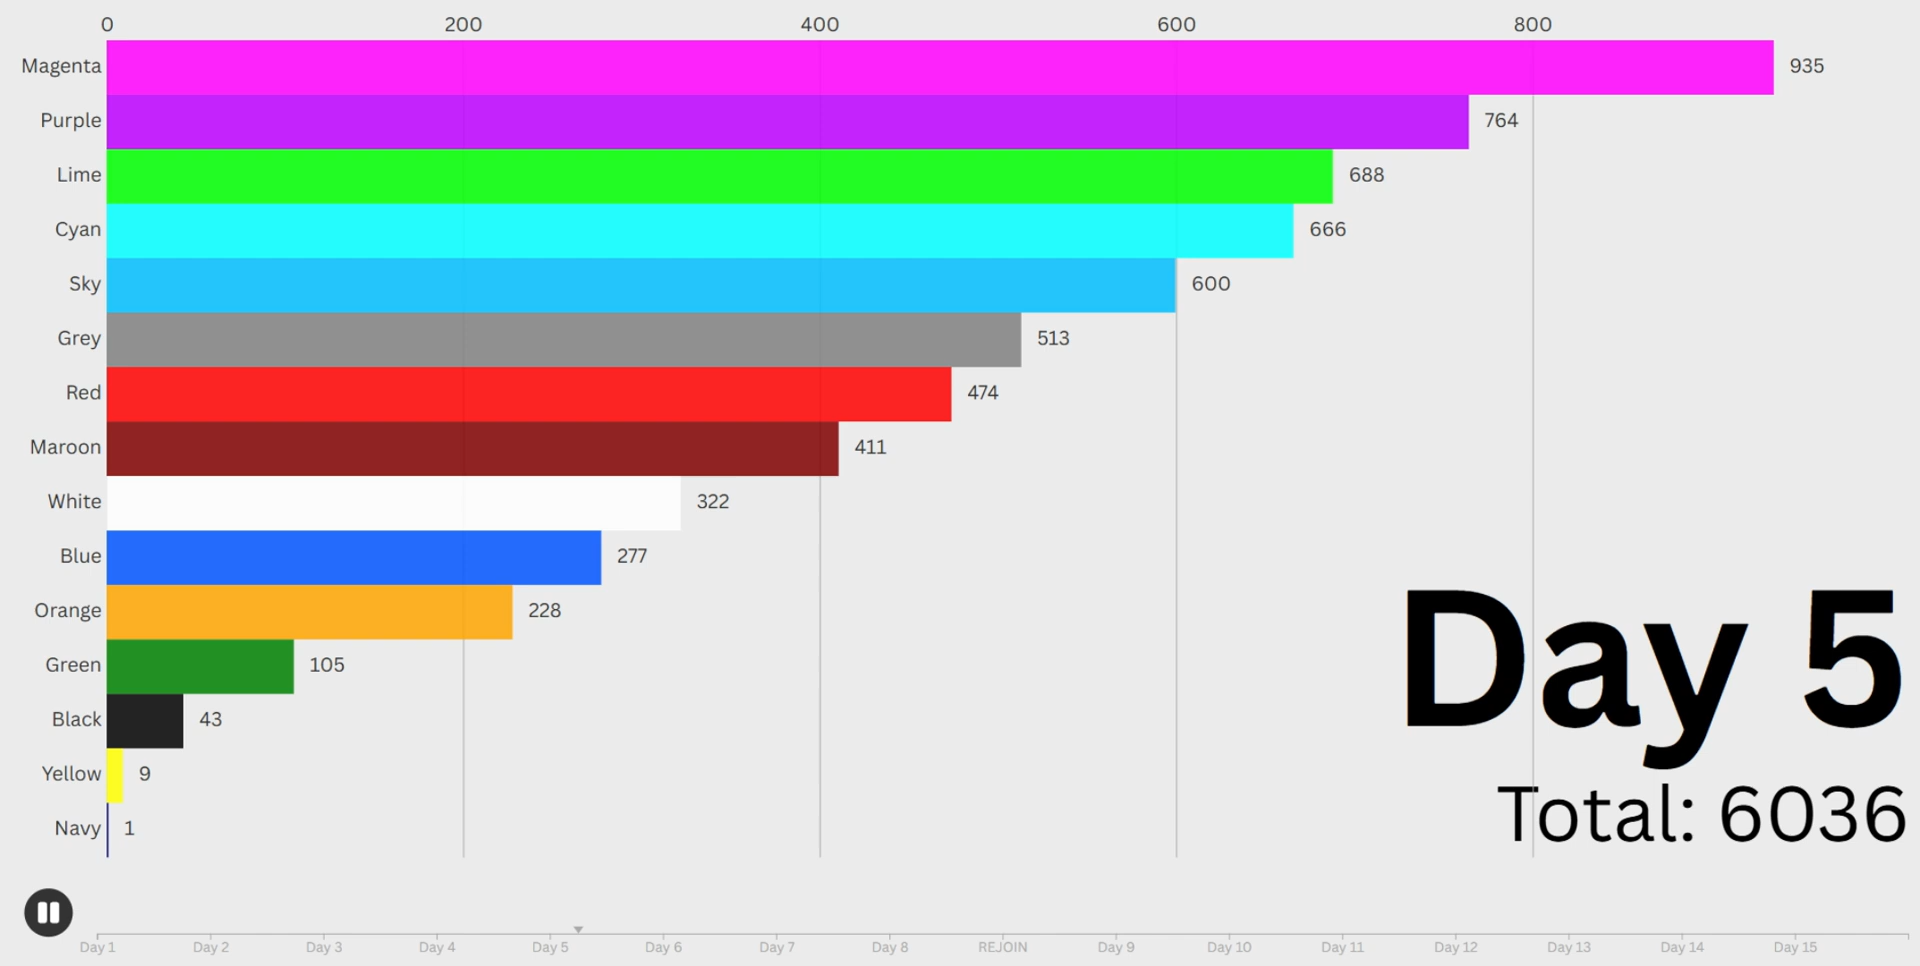 0 200 400 600 800
Magenta 935
Purple 764
Lime 688
Cyan 666
Sky 600
Grey 513
Red 474
Maroon 411
White 322
Blue 277
Orange 228
Green 105
Black 43
Yellow 9
Navy 1
Day 5
Total: 6036
Day 1 Day 2 Day 3 Day 4 Day 5 Day 6 Day 7 Day 8 REJOIN Day 9 Day 10 Day 11 Day 12 Day 13 Day 14 Day 15